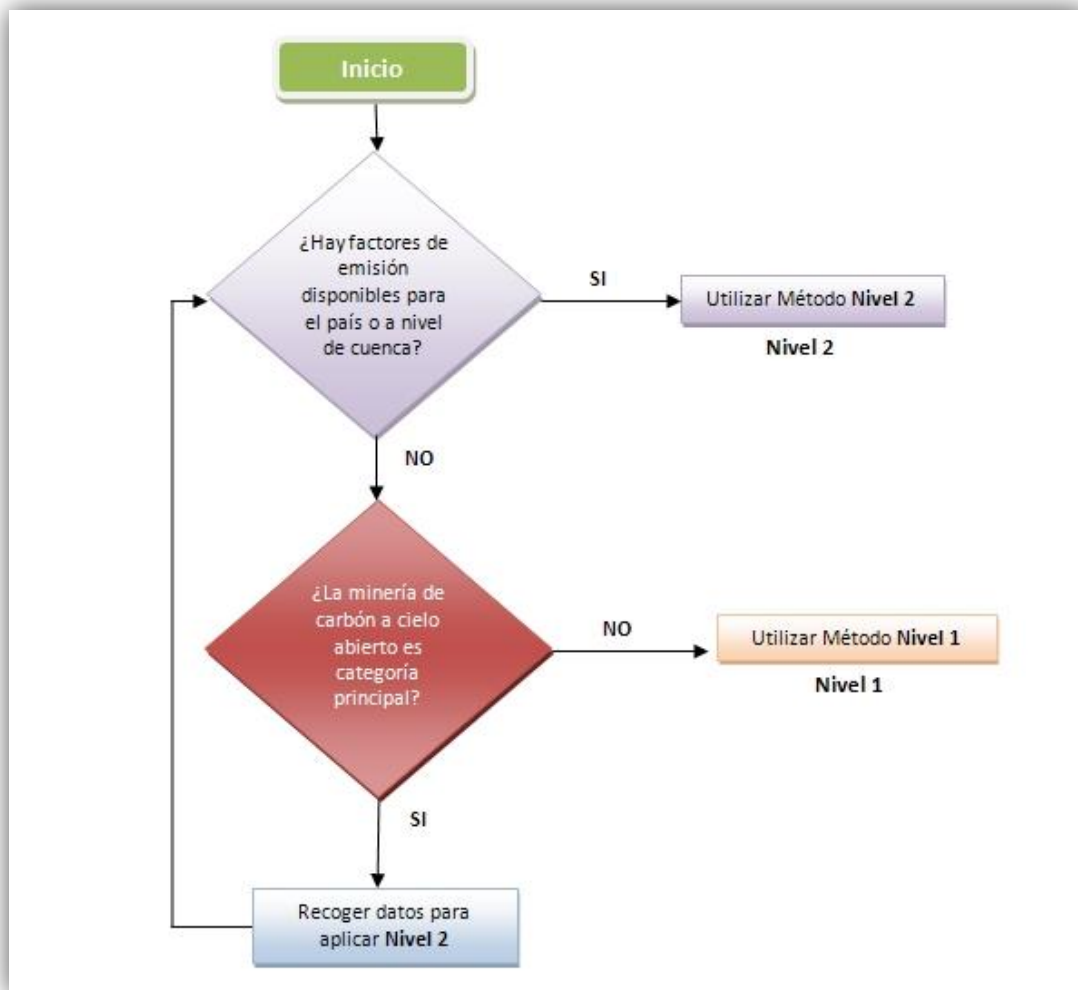 Inicio
¿Hay factores de
emisión
disponibles para
el país o a nivel
de cuenca?
SI
Utilizar Método Nivel 2
Nivel 2
NO
¿La minería de
carbón a cielo
abierto es
categoría
principal?
NO
Utilizar Método Nivel 1
Nivel 1
SI
Recoger datos para
aplicar Nivel 2